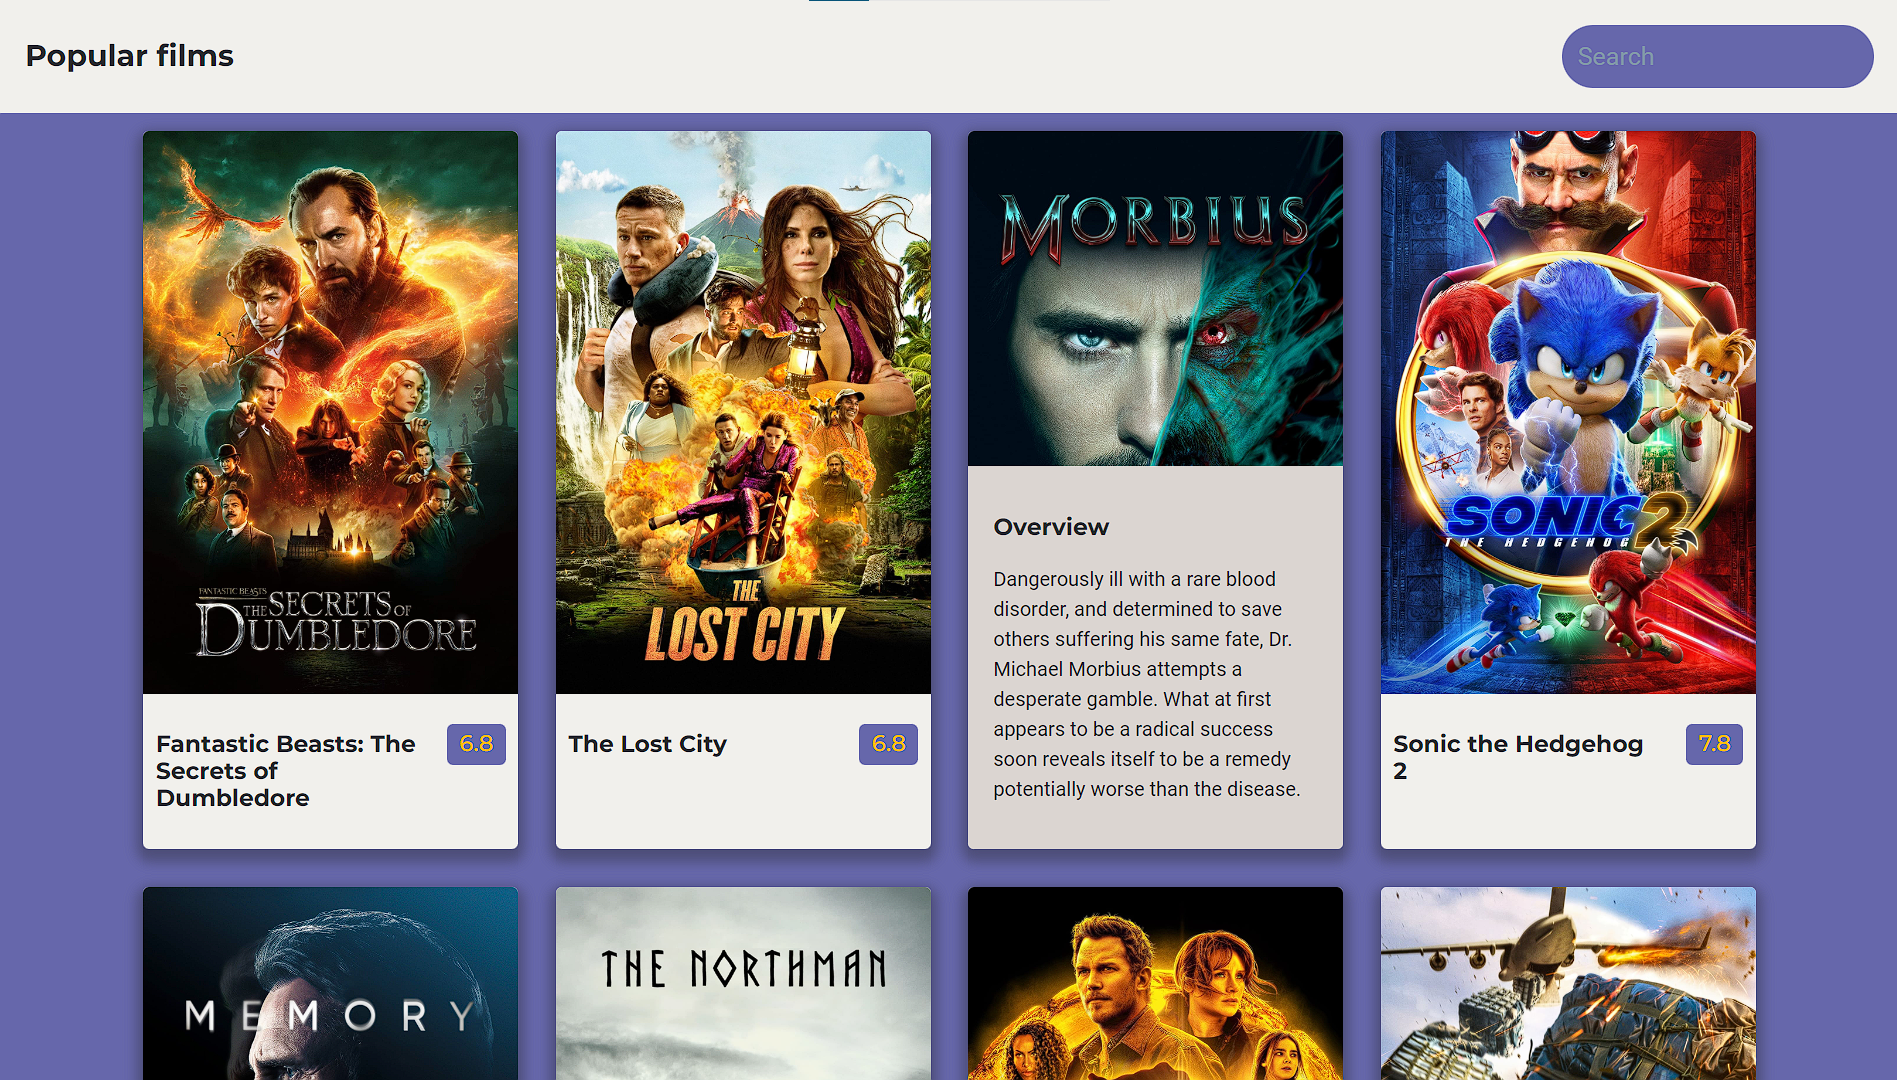 Popular films
Search
FANTASTIC BEASTS
THE SECRETS OF
DUMBLEDORE
THE
LOST CITY
MORBIUS
SONIC 2
THE HEDGEHOG
Overview
Dangerously ill with a rare blood
disorder, and determined to save
others suffering his same fate, Dr.
Michael Morbius attempts a
desperate gamble. What at first
appears to be a radical success
soon reveals itself to be a remedy
potentially worse than the disease.
Fantastic Beasts: The
Secrets of
Dumbledore
6.8
The Lost City
6.8
Sonic the Hedgehog
2
7.8
MEMORY
THE NORTHMAN